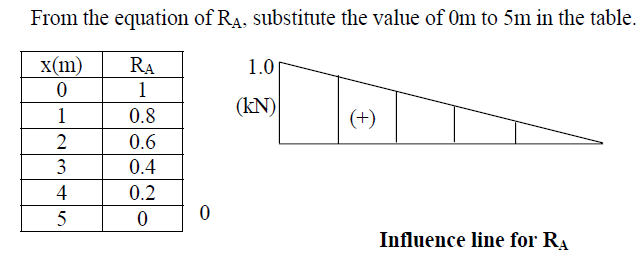 From the equation of RA, substitute the value of 0m to 5m in the table.
x(m) RA
0 1
1 0.8
2 0.6
3 0.4
4 0.2
5 0
1.0
(kN)
(+)
0
Influence line for RA